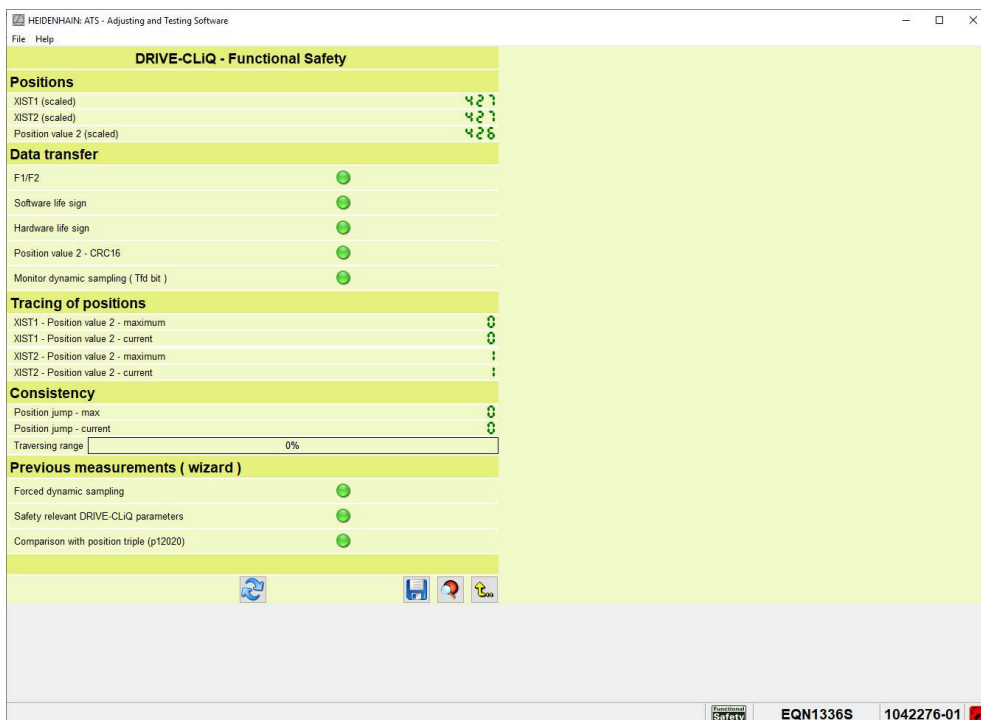 HEIDENHAIN: ATS - Adjusting and Testing Software
File Help
DRIVE-CLiQ - Functional Safety
Positions
XIST1 (scaled) 427
XIST2 (scaled) 427
Position value 2 (scaled) 426
Data transfer
F1/F2
Software life sign
Hardware life sign
Position value 2 - CRC16
Monitor dynamic sampling ( Tfd bit )
Tracing of positions
XIST1 - Position value 2 - maximum 0
XIST1 - Position value 2 - current 0
XIST2 - Position value 2 - maximum 1
XIST2 - Position value 2 - current 1
Consistency
Position jump - max 0
Position jump - current 0
Traversing range 0%
Previous measurements ( wizard )
Forced dynamic sampling
Safety relevant DRIVE-CLiQ parameters
Comparison with position triple (p12020)
Functional
Safety EQN1336S 1042276-01